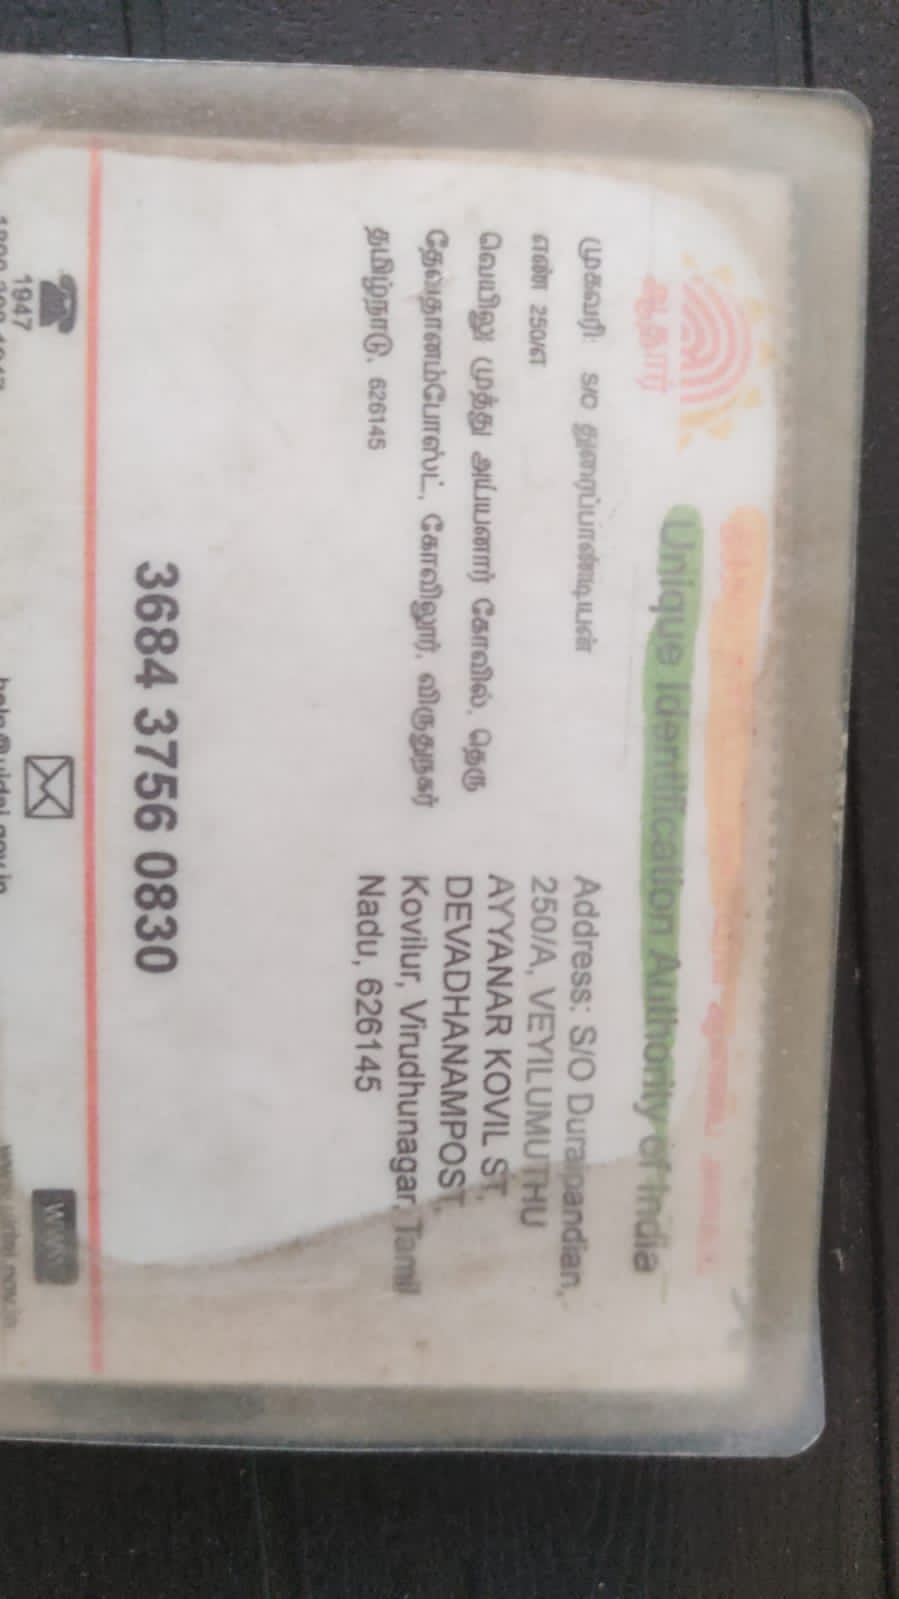 Unique Identification Authority of India
ஆதார்
முகவரி: S/O துரைப்பாண்டியன்
எண் 250/எ
வெயிலு முத்து அய்யனார் கோவில், தெரு
தேவதானம்போஸ்ட், கோவிலூர், விருதுநகர்
தமிழ்நாடு, 626145
Address: S/O Duraipandian,
250/A, VEYILUMUTHU
AYYANAR KOVIL ST,
DEVADHANAMPOST,
Kovilur, Virudhunagar, Tamil
Nadu, 626145
3684 3756 0830
1947
WWW